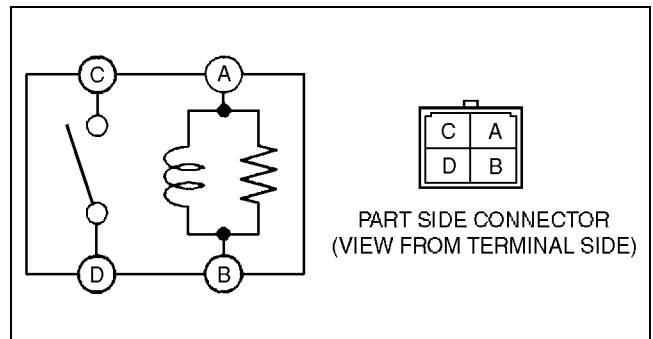 C A
D B
C A
D B
PART SIDE CONNECTOR
(VIEW FROM TERMINAL SIDE)